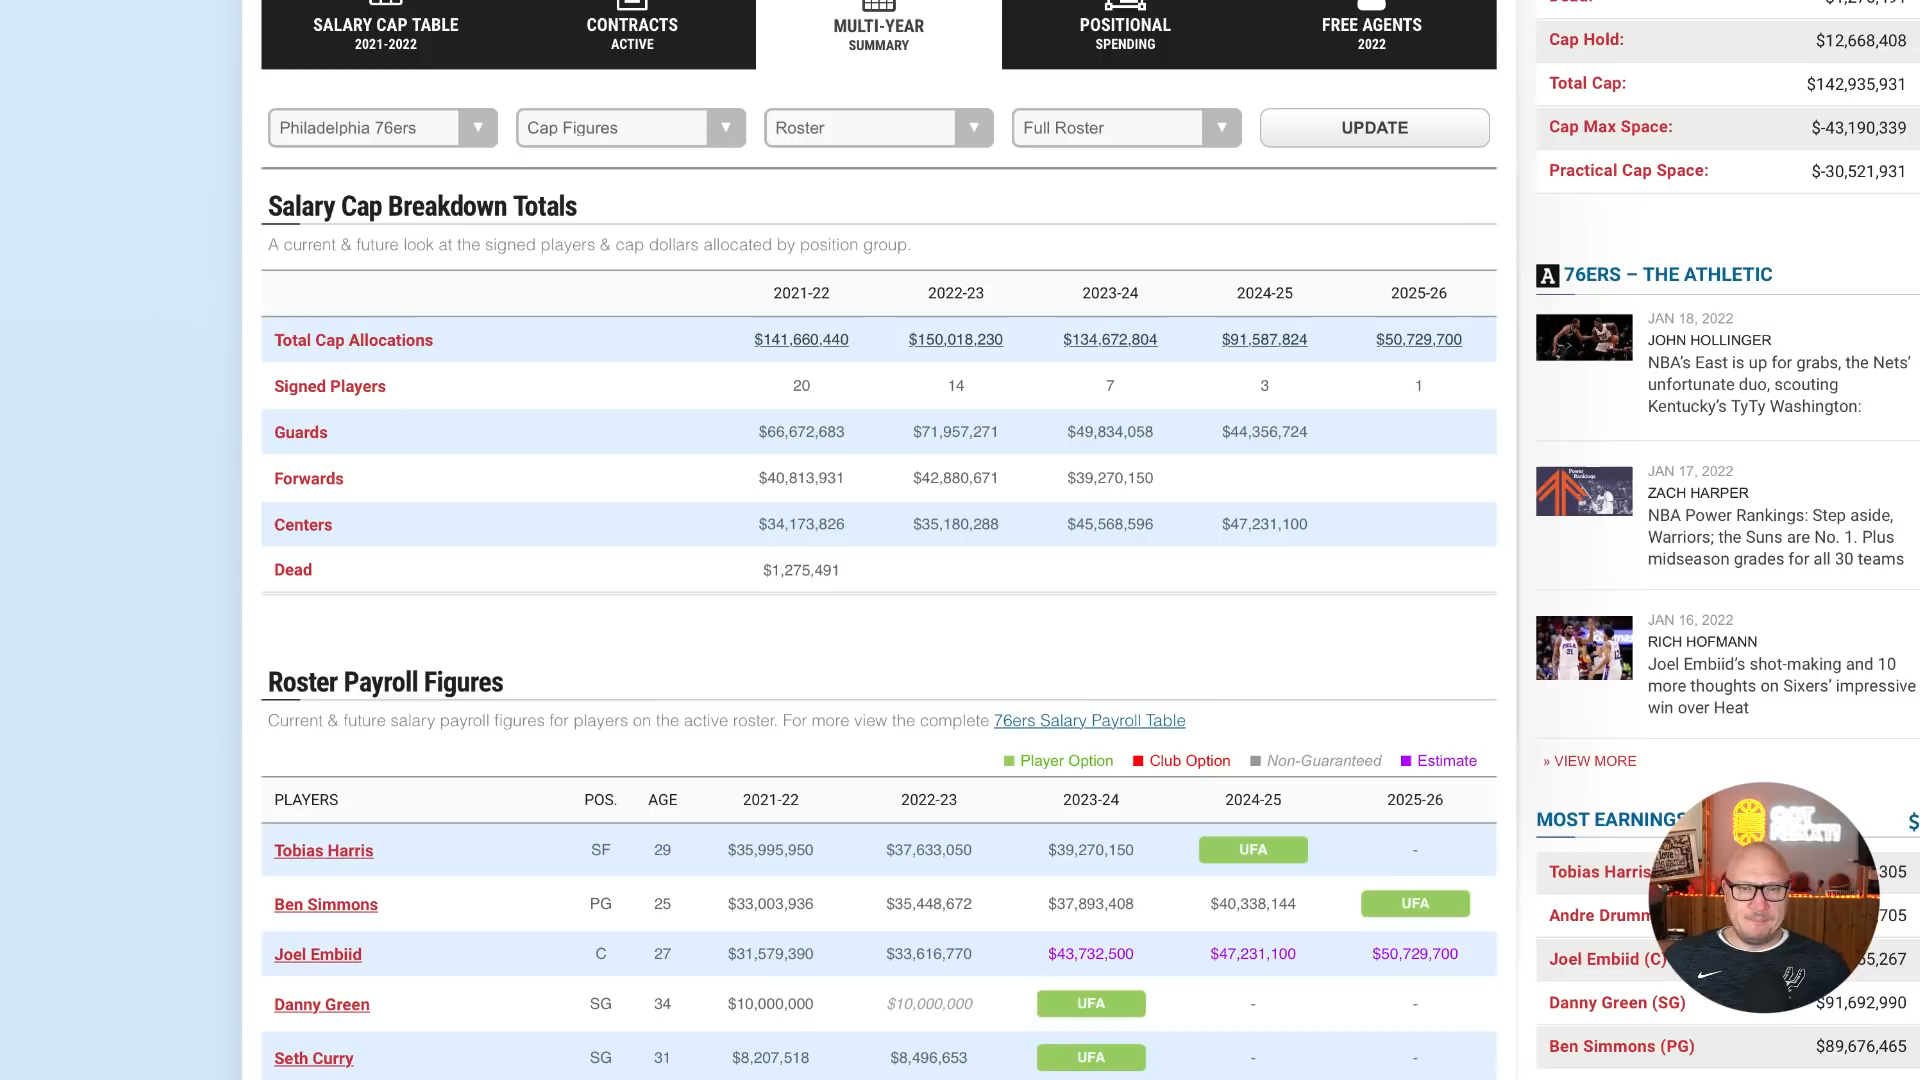 SALARY CAP TABLE
2021-2022
CONTRACTS
ACTIVE
MULTI-YEAR
SUMMARY
POSITIONAL
SPENDING
FREE AGENTS
2022
Philadelphia 76ers
Cap Figures
Roster
Full Roster
UPDATE
Salary Cap Breakdown Totals
A current & future look at the signed players & cap dollars allocated by position group.
2021-22 2022-23 2023-24 2024-25 2025-26
Total Cap Allocations $141,660,440 $150,018,230 $134,672,804 $91,587,824 $50,729,700
Signed Players 20 14 7 3 1
Guards $66,672,683 $71,957,271 $49,834,058 $44,356,724
Forwards $40,813,931 $42,880,671 $39,270,150
Centers $34,173,826 $35,180,288 $45,568,596 $47,231,100
Dead $1,275,491
Roster Payroll Figures
Current & future salary payroll figures for players on the active roster. For more view the complete 76ers Salary Payroll Table
Player Option Club Option Non-Guaranteed Estimate
PLAYERS POS. AGE 2021-22 2022-23 2023-24 2024-25 2025-26
Tobias Harris SF 29 $35,995,950 $37,633,050 $39,270,150 UFA -
Ben Simmons PG 25 $33,003,936 $35,448,672 $37,893,408 $40,338,144 UFA
Joel Embiid C 27 $31,579,390 $33,616,770 $43,732,500 $47,231,100 $50,729,700
Danny Green SG 34 $10,000,000 $10,000,000 UFA - -
Seth Curry SG 31 $8,207,518 $8,496,653 UFA - -
Cap Hold: $12,668,408
Total Cap: $142,935,931
Cap Max Space: $-43,190,339
Practical Cap Space: $-30,521,931
A 76ERS – THE ATHLETIC
JAN 18, 2022
JOHN HOLLINGER
NBA's East is up for grabs, the Nets'
unfortunate duo, scouting
Kentucky's TyTy Washington:
JAN 17, 2022
ZACH HARPER
NBA Power Rankings: Step aside,
Warriors; the Suns are No. 1. Plus
midseason grades for all 30 teams
JAN 16, 2022
RICH HOFMANN
Joel Embiid's shot-making and 10
more thoughts on Sixers' impressive
win over Heat
» VIEW MORE
MOST EARNINGS $
Tobias Harris 305
Andre Drumm 705
Joel Embiid (C) 5,267
Danny Green (SG) $91,692,990
Ben Simmons (PG) $89,676,465